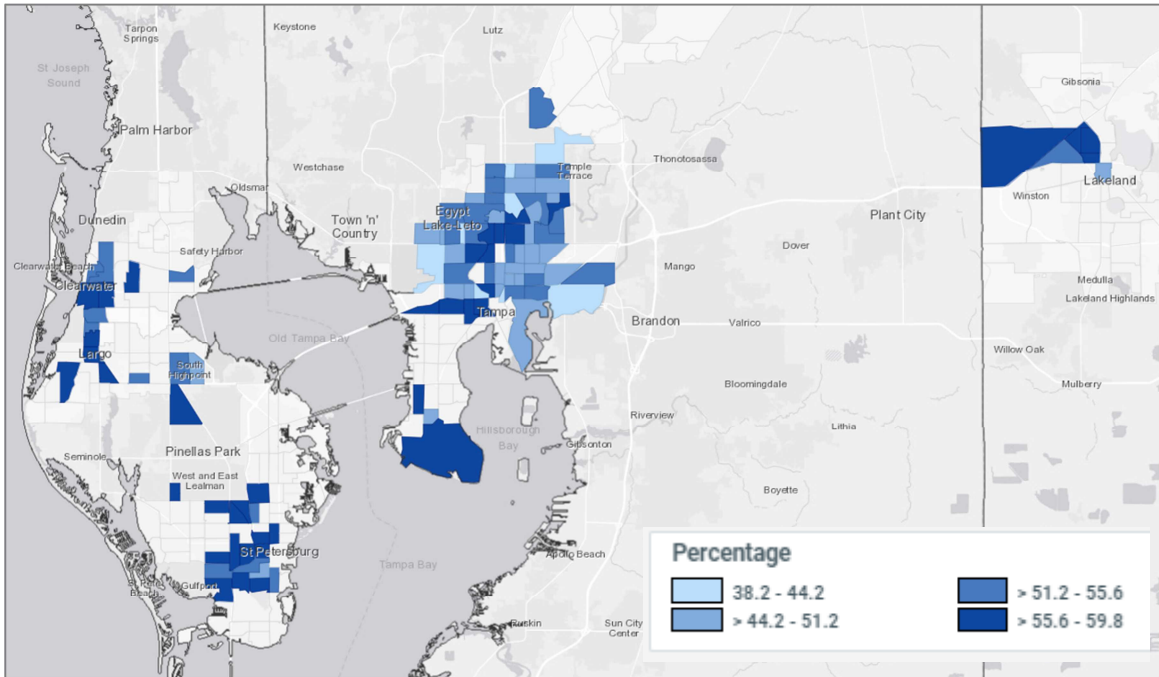 Keystone
Lutz
Tarpon
Springs
St Joseph
Sound
Gibsonia
Palm Harbor
Westchase
Thonotosassa
Temple
Terrace
Lakeland
Oldsmar
Winston
Dunedin
Egypt
Lake-Leto
Town 'n'
Country
Plant City
Safety Harbor
Dover
Clearwater Beach
Mango
Clearwater
Medulla
Lakeland Highlands
Tampa
Brandon
Valrico
Old Tampa Bay
Largo
Willow Oak
South
Highpoint
Bloomingdale
Mulberry
Riverview
Lithia
Hillsborough
Bay
Gibsonton
Pinellas Park
Seminole
West and East
Lealman
Boyette
St Petersburg
Apollo Beach
Tampa Bay
St Pete
Beach
Gulfport
Ruskin
Sun City
Center
Percentage
38.2 - 44.2
> 44.2 - 51.2
> 51.2 - 55.6
> 55.6 - 59.8